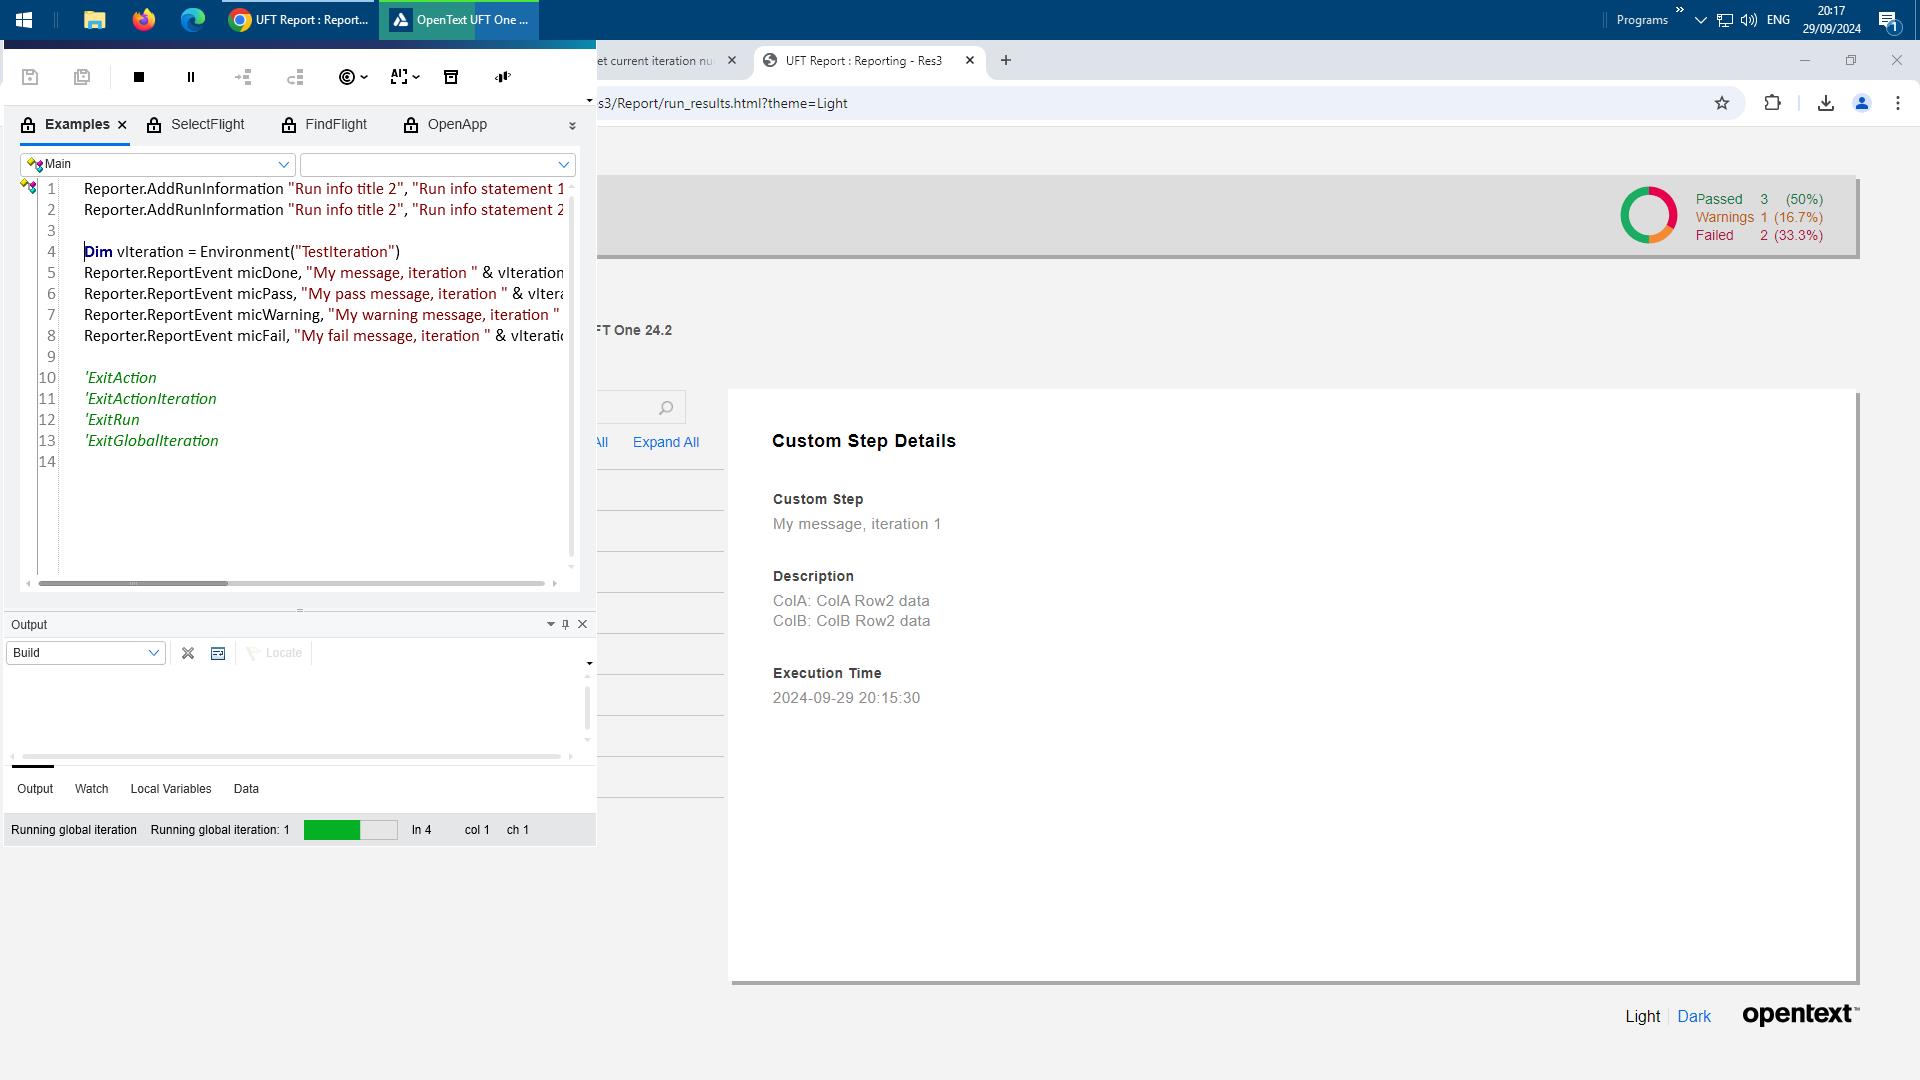 UFT Report : Report...
OpenText UFT One ...
Programs
»
ENG
20:17
29/09/2024
1
et current iteration nu
UFT Report : Reporting - Res3
s3/Report/run_results.html?theme=Light
Examples
SelectFlight
FindFlight
OpenApp
Main
1 Reporter.AddRunInformation "Run info title 2", "Run info statement 1
2 Reporter.AddRunInformation "Run info title 2", "Run info statement 2
3
4 Dim vIteration = Environment("TestIteration")
5 Reporter.ReportEvent micDone, "My message, iteration " & vIteration
6 Reporter.ReportEvent micPass, "My pass message, iteration " & vItera
7 Reporter.ReportEvent micWarning, "My warning message, iteration "
8 Reporter.ReportEvent micFail, "My fail message, iteration " & vIteratio
9
10 'ExitAction
11 'ExitActionIteration
12 'ExitRun
13 'ExitGlobalIteration
14
Output
Build
Locate
Output Watch Local Variables Data
Running global iteration Running global iteration: 1 ln 4 col 1 ch 1
Passed 3 (50%)
Warnings 1 (16.7%)
Failed 2 (33.3%)
FT One 24.2
All Expand All
Custom Step Details
Custom Step
My message, iteration 1
Description
ColA: ColA Row2 data
ColB: ColB Row2 data
Execution Time
2024-09-29 20:15:30
Light Dark opentext™